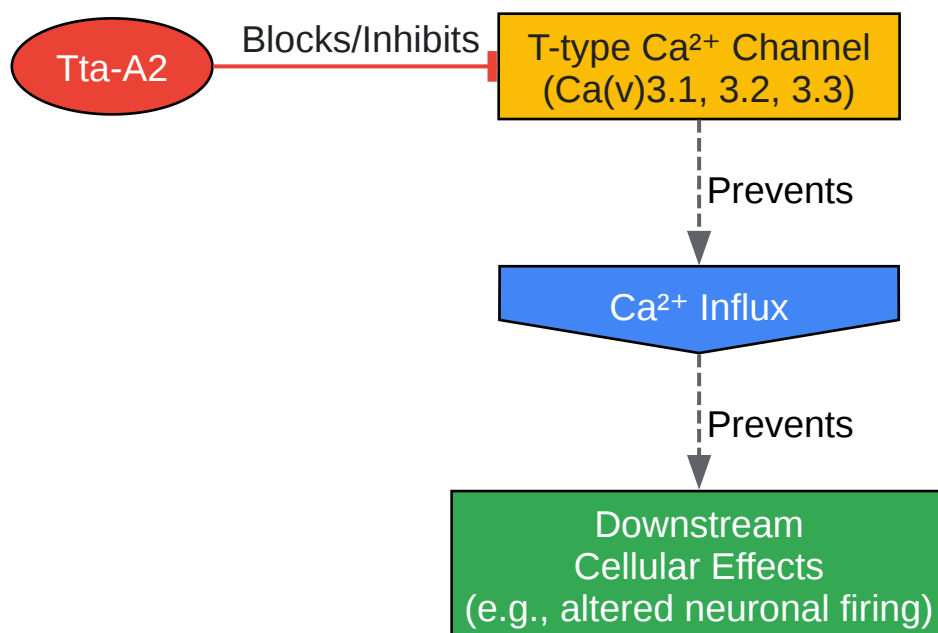 Tta-A2
Blocks/Inhibits
T-type Ca²⁺ Channel
(Ca(v)3.1, 3.2, 3.3)
Prevents
Ca²⁺ Influx
Prevents
Downstream
Cellular Effects
(e.g., altered neuronal firing)